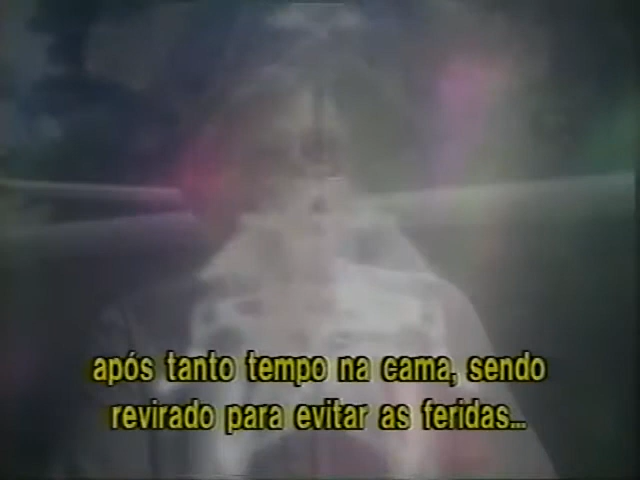 após tanto tempo na cama, sendo
revirado para evitar as feridas...